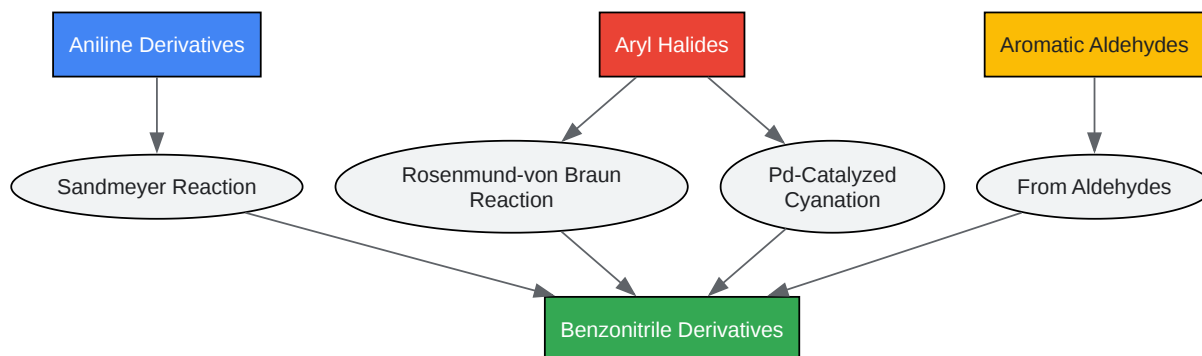 Aniline Derivatives
Aryl Halides
Aromatic Aldehydes
Sandmeyer Reaction
Rosenmund-von Braun
Reaction
Pd-Catalyzed
Cyanation
From Aldehydes
Benzonitrile Derivatives